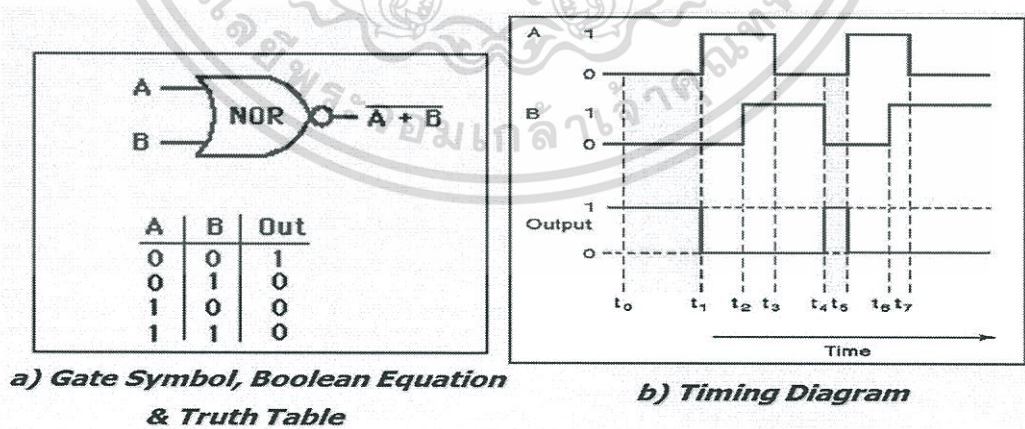 A
B
NOR
A + B
A B Out
0 0 1
0 1 0
1 0 0
1 1 0
a) Gate Symbol, Boolean Equation
& Truth Table
A 1
0
B 1
0
Output 1
0
t₀ t₁ t₂ t₃ t₄ t₅ t₆ t₇
Time
b) Timing Diagram